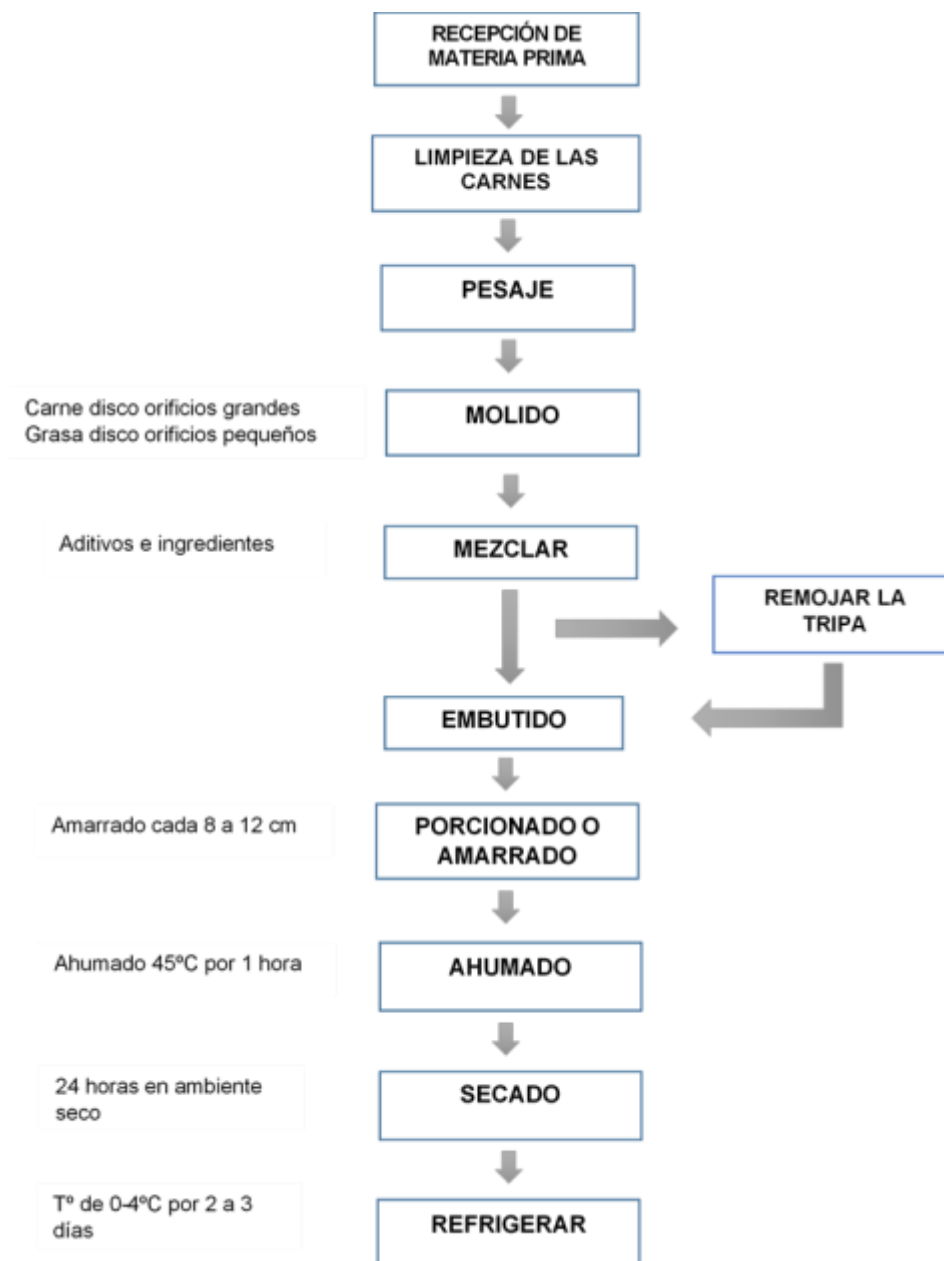 RECEPCIÓN DE
MATERIA PRIMA
LIMPIEZA DE LAS
CARNES
PESAJE
Carne disco orificios grandes
Grasa disco orificios pequeños
MOLIDO
Aditivos e ingredientes
MEZCLAR
REMOJAR LA
TRIPA
EMBUTIDO
Amarrado cada 8 a 12 cm
PORCIONADO O
AMARRADO
Ahumado 45ºC por 1 hora
AHUMADO
24 horas en ambiente
seco
SECADO
Tº de 0-4ºC por 2 a 3
días
REFRIGERAR